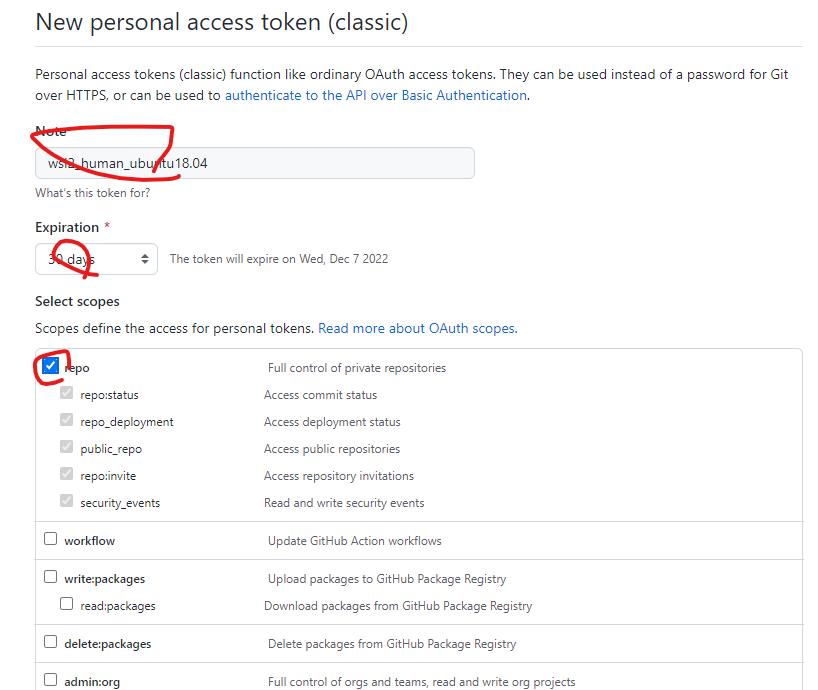 New personal access token (classic)
Personal access tokens (classic) function like ordinary OAuth access tokens. They can be used instead of a password for Git
over HTTPS, or can be used to authenticate to the API over Basic Authentication.
Note
wsl2_human_ubuntu18.04
What's this token for?
Expiration *
30 days The token will expire on Wed, Dec 7 2022
Select scopes
Scopes define the access for personal tokens. Read more about OAuth scopes.
repo Full control of private repositories
repo:status Access commit status
repo_deployment Access deployment status
public_repo Access public repositories
repo:invite Access repository invitations
security_events Read and write security events
workflow Update GitHub Action workflows
write:packages Upload packages to GitHub Package Registry
read:packages Download packages from GitHub Package Registry
delete:packages Delete packages from GitHub Package Registry
admin:org Full control of orgs and teams, read and write org projects